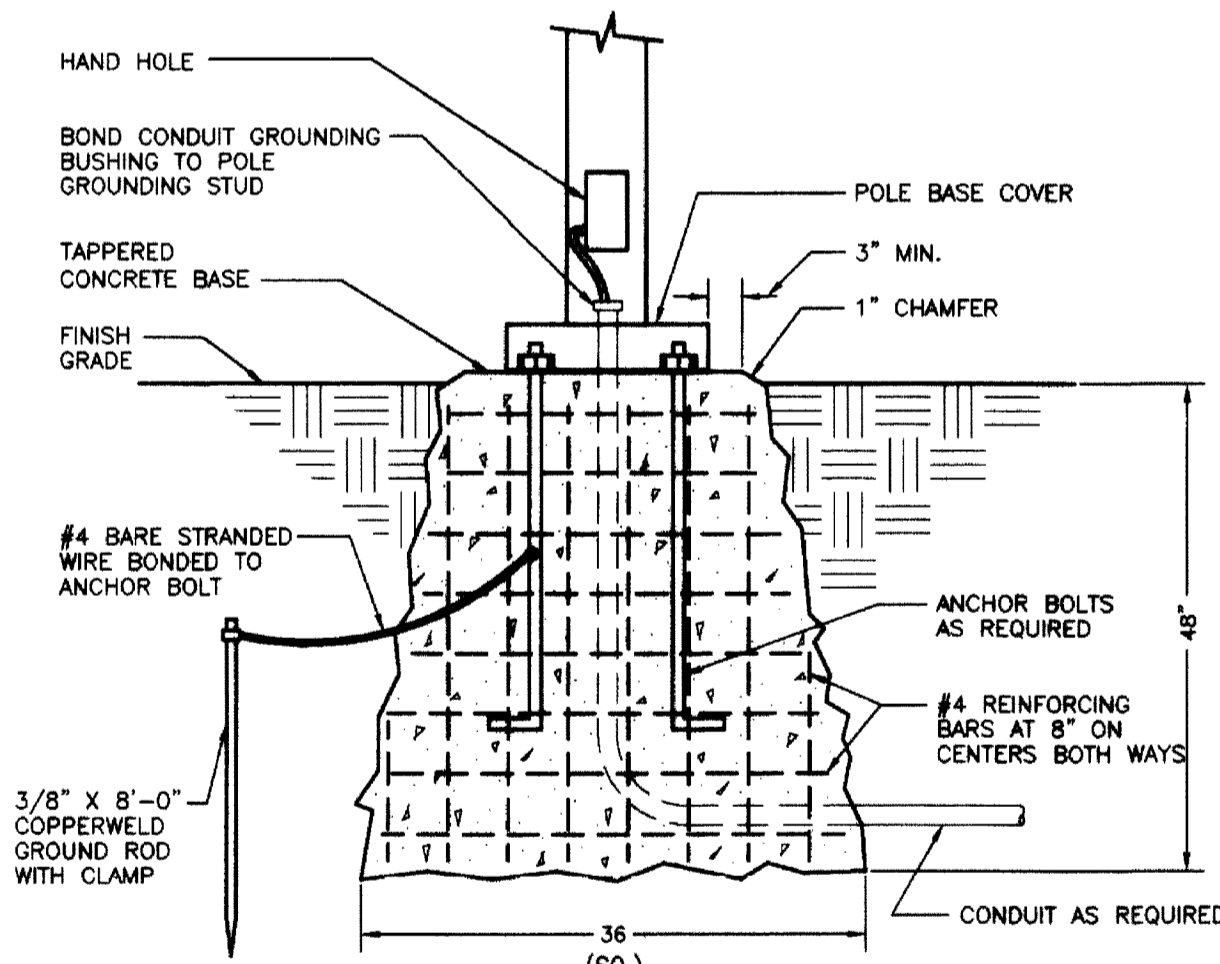 HAND HOLE
BOND CONDUIT GROUNDING
BUSHING TO POLE
GROUNDING STUD
TAPPERED
CONCRETE BASE
FINISH
GRADE
POLE BASE COVER
3" MIN.
1" CHAMFER
#4 BARE STRANDED
WIRE BONDED TO
ANCHOR BOLT
ANCHOR BOLTS
AS REQUIRED
48"
#4 REINFORCING
BARS AT 8" ON
CENTERS BOTH WAYS
3/8" X 8'-0"
COPPERWELD
GROUND ROD
WITH CLAMP
CONDUIT AS REQUIRED
36
(SQ.)